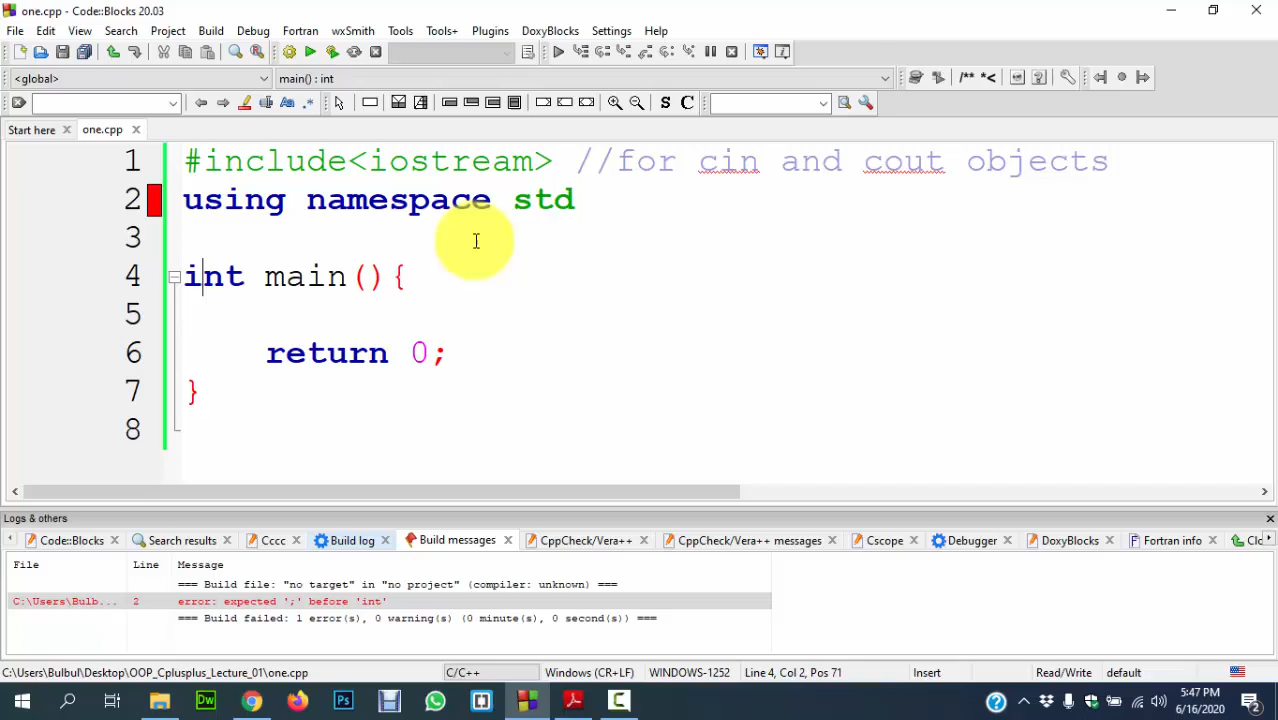 one.cpp - Code::Blocks 20.03
File Edit View Search Project Build Debug Fortran wxSmith Tools Tools+ Plugins DoxyBlocks Settings Help
<global> main() : int
/** *<
S C
Start here one.cpp
1 #include<iostream> //for cin and cout objects
2 using namespace std
3
4 int main(){
5
6 return 0;
7 }
8
Logs & others
Code::Blocks Search results Cccc Build log Build messages CppCheck/Vera++ CppCheck/Vera++ messages Cscope Debugger DoxyBlocks Fortran info Clo
File Line Message
=== Build file: "no target" in "no project" (compiler: unknown) ===
C:\Users\Bulb... 2 error: expected ';' before 'int'
=== Build failed: 1 error(s), 0 warning(s) (0 minute(s), 0 second(s)) ===
C:\Users\Bulbul\Desktop\OOP_Cplusplus_Lecture_01\one.cpp C/C++ Windows (CR+LF) WINDOWS-1252 Line 4, Col 2, Pos 71 Insert Read/Write default
Dw Ps 5:47 PM
6/16/2020 2